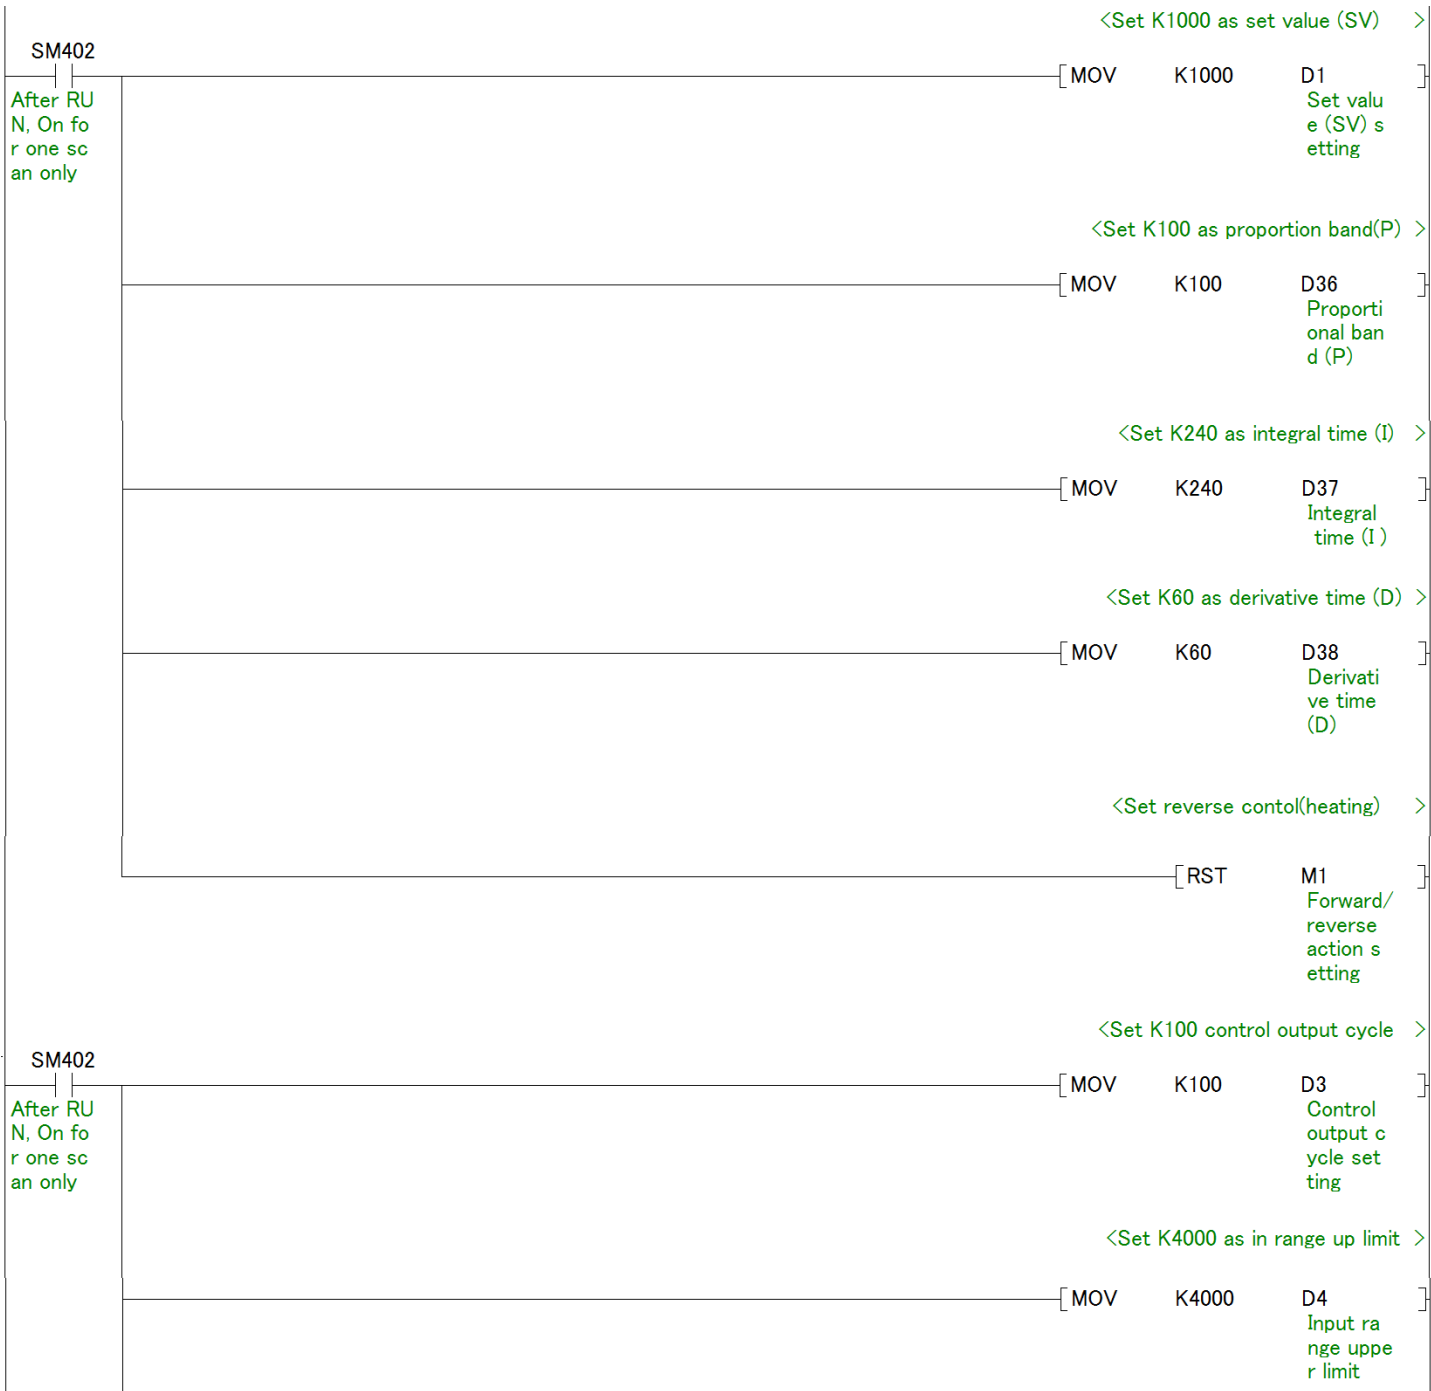 <Set K1000 as set value (SV) >
SM402
MOV K1000 D1
After RU
N, On fo
r one sc
an only
Set valu
e (SV) s
etting
<Set K100 as proportion band(P) >
MOV K100 D36
Proporti
onal ban
d (P)
<Set K240 as integral time (I) >
MOV K240 D37
Integral
time (I )
<Set K60 as derivative time (D) >
MOV K60 D38
Derivati
ve time
(D)
<Set reverse contol(heating) >
RST M1
Forward/
reverse
action s
etting
<Set K100 control output cycle >
SM402
MOV K100 D3
After RU
N, On fo
r one sc
an only
Control
output c
ycle set
ting
<Set K4000 as in range up limit >
MOV K4000 D4
Input ra
nge uppe
r limit